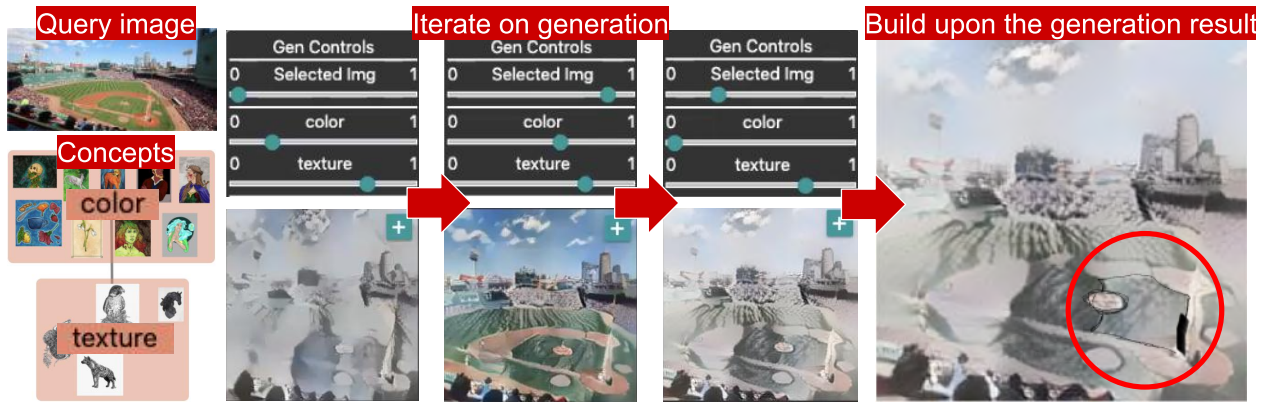 Query image
Concepts
color
texture
Iterate on generation
Gen Controls
0 Selected Img 1
0 color 1
0 texture 1
Gen Controls
0 Selected Img 1
0 color 1
0 texture 1
Gen Controls
0 Selected Img 1
0 color 1
0 texture 1
+
+
+
Build upon the generation result